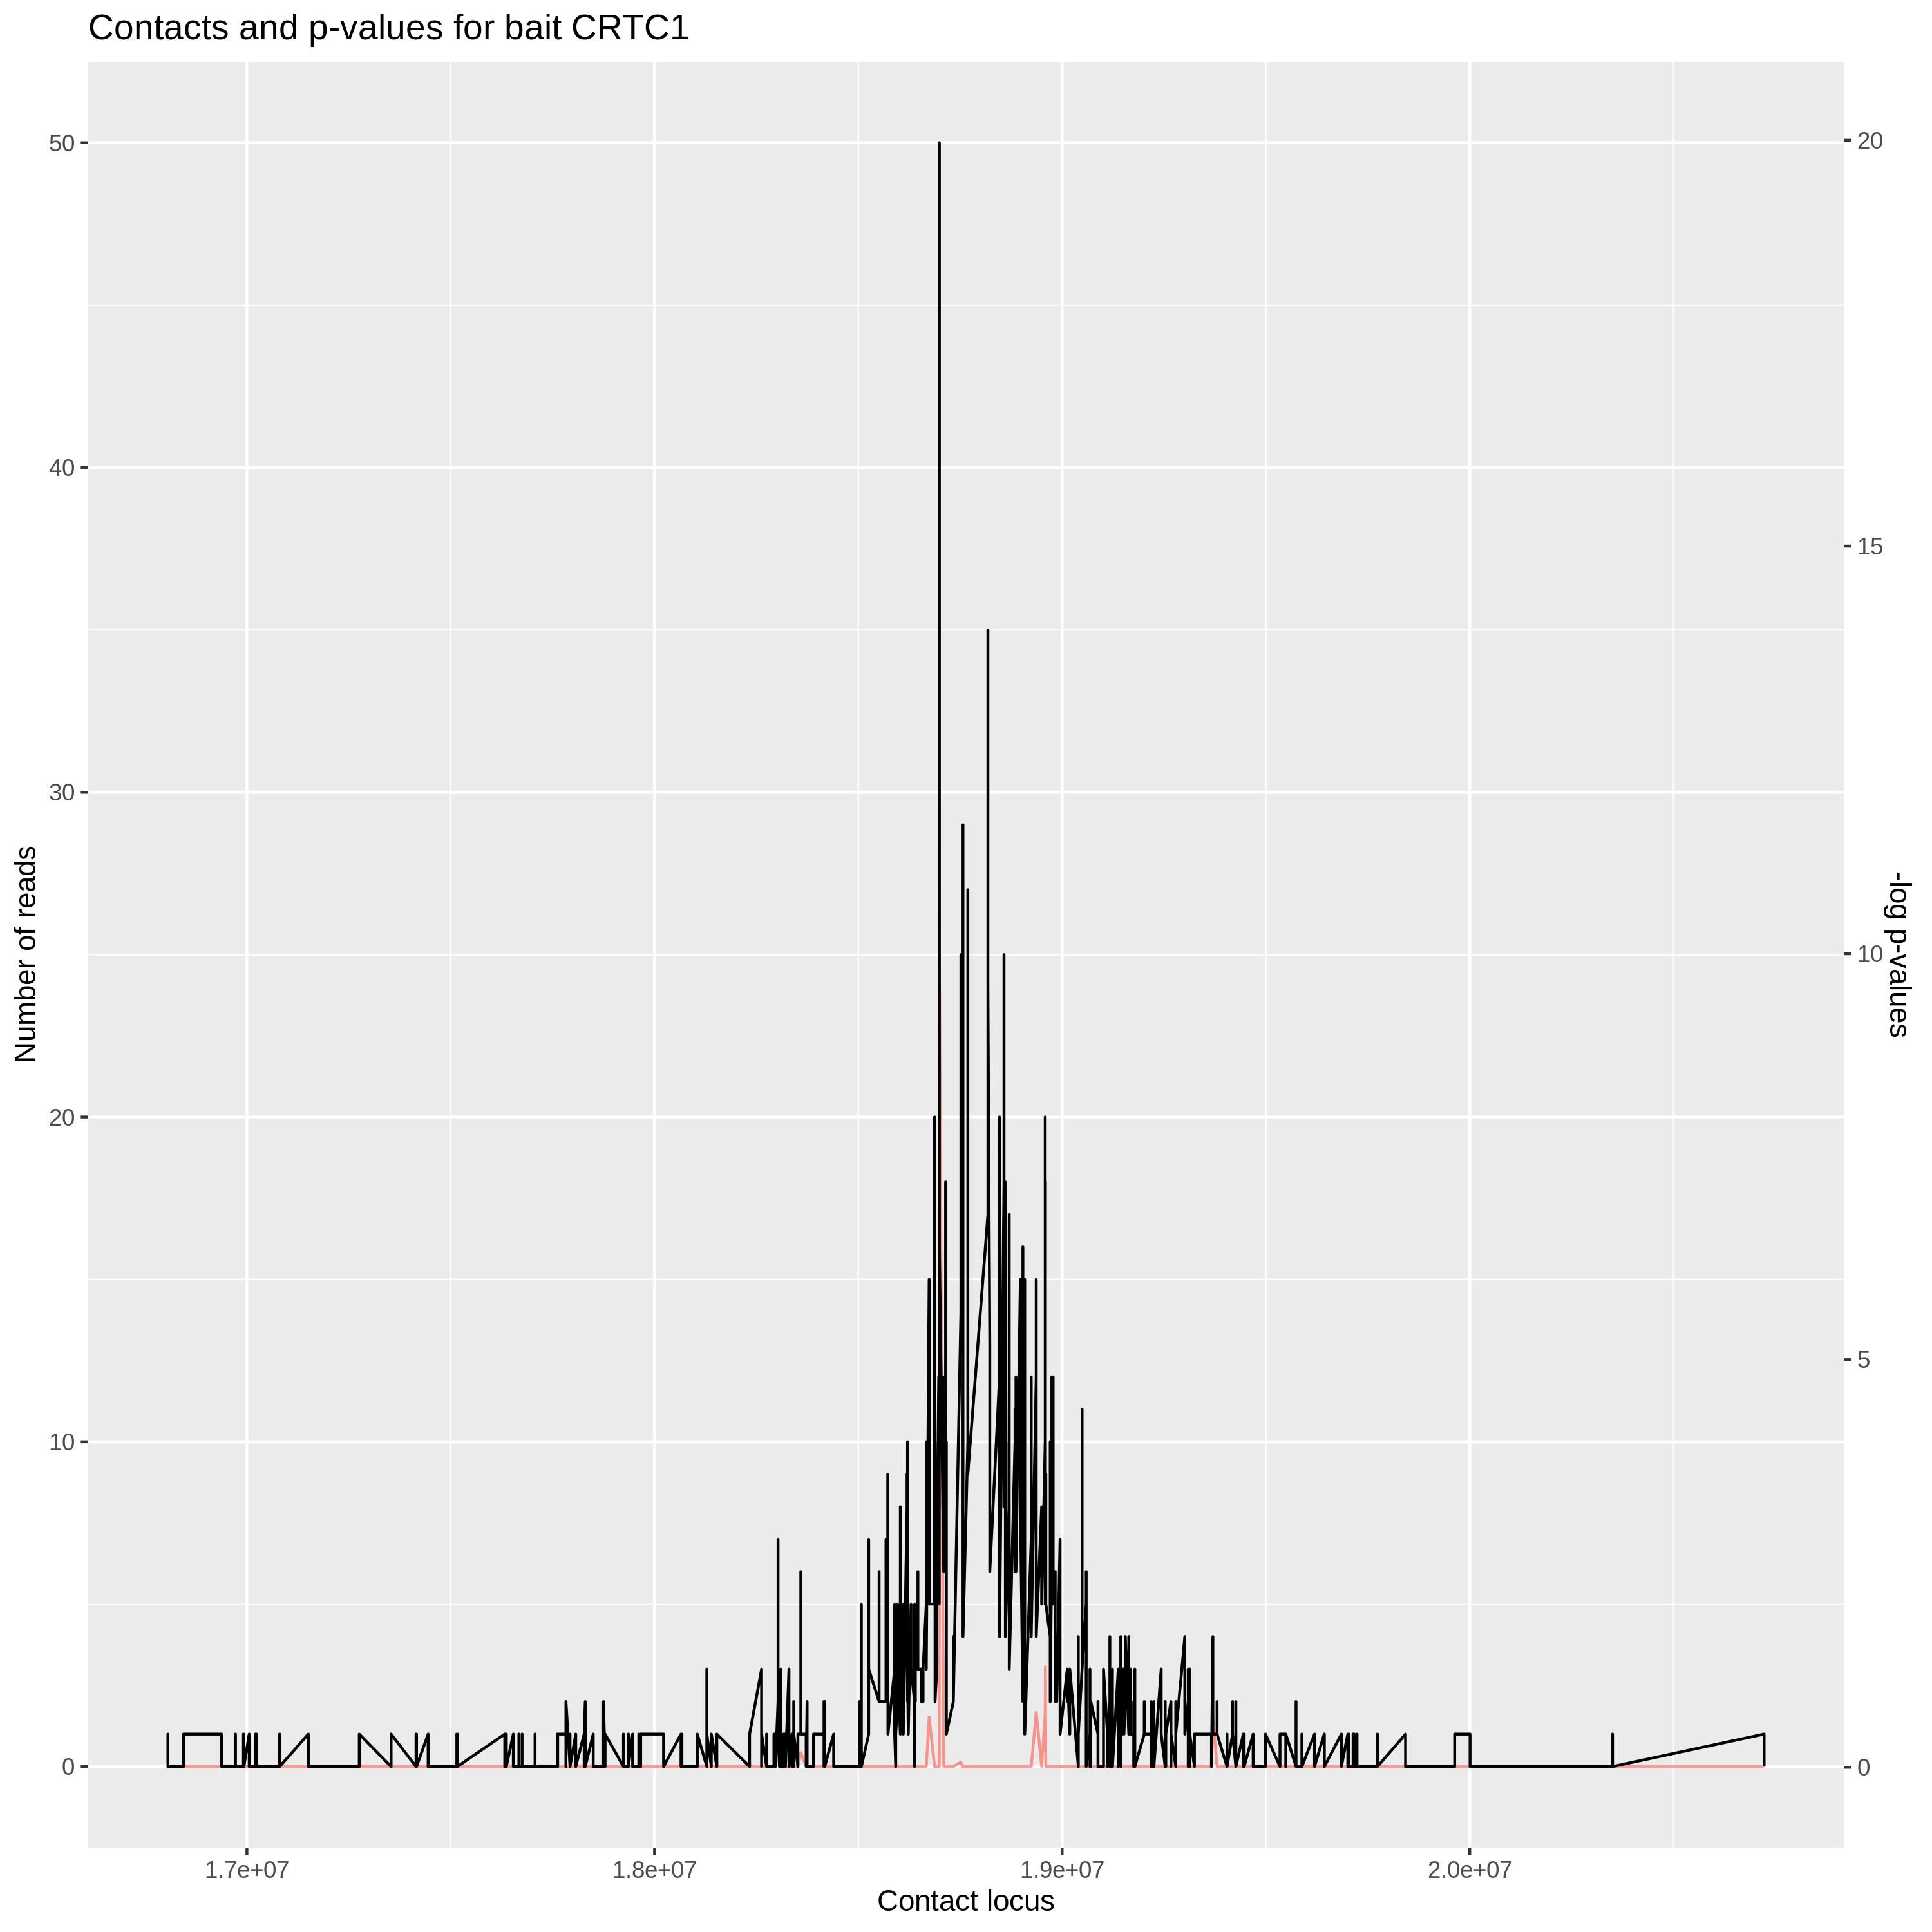 Contacts and p-values for bait CRTC1
50
40
30
20
10
0
Number of reads
20
15
10
5
0
-log p-values
1.7e+07
1.8e+07
1.9e+07
2.0e+07
Contact locus